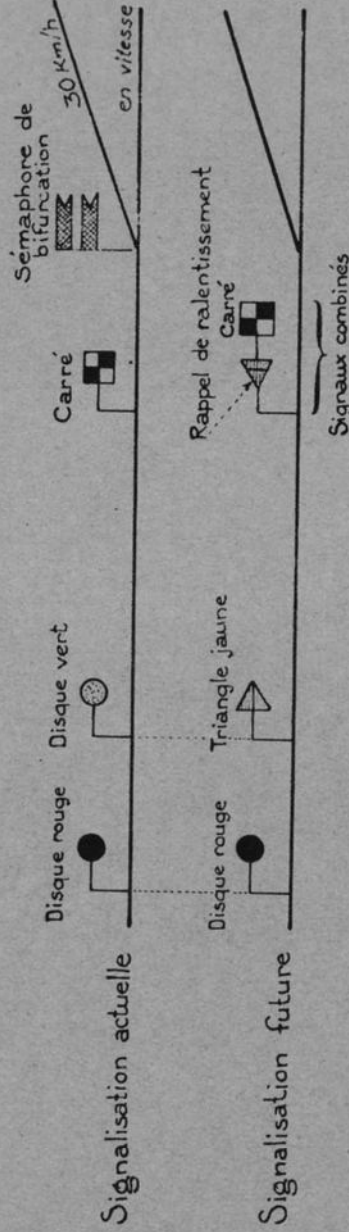 Signalisation actuelle
Disque rouge
Disque vert
Carré
Sémaphore de
bifurcation
30 Km/h
en vitesse
Signalisation future
Disque rouge
Triangle jaune
Rappel de ralentissement
Carré
Signaux combinés